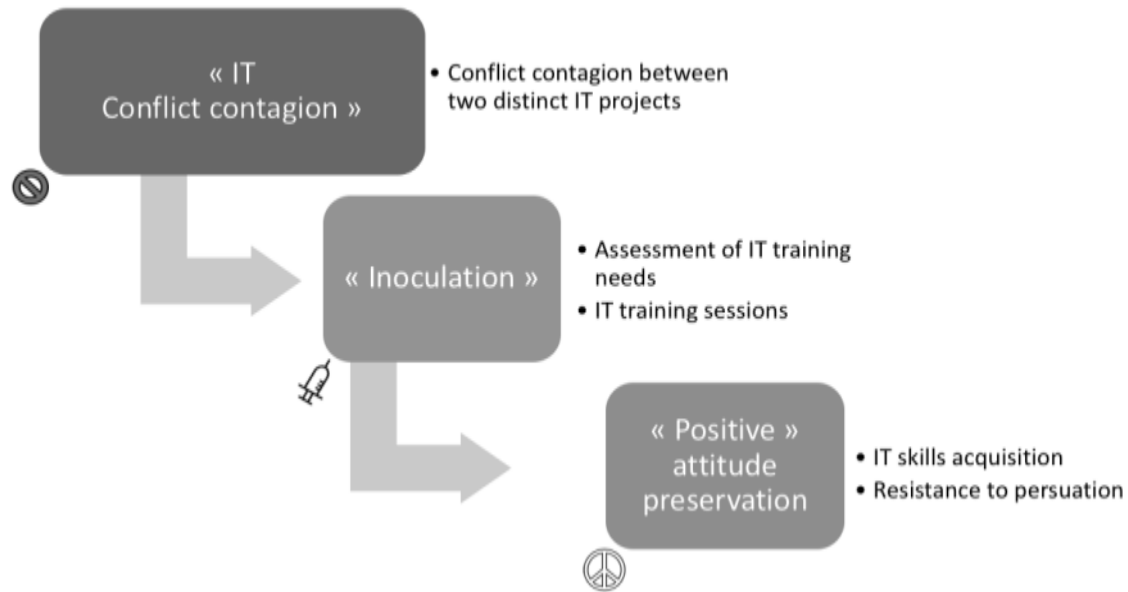 « IT
Conflict contagion »
• Conflict contagion between
two distinct IT projects
« Inoculation »
• Assessment of IT training
needs
• IT training sessions
« Positive »
attitude
preservation
• IT skills acquisition
• Resistance to persuation